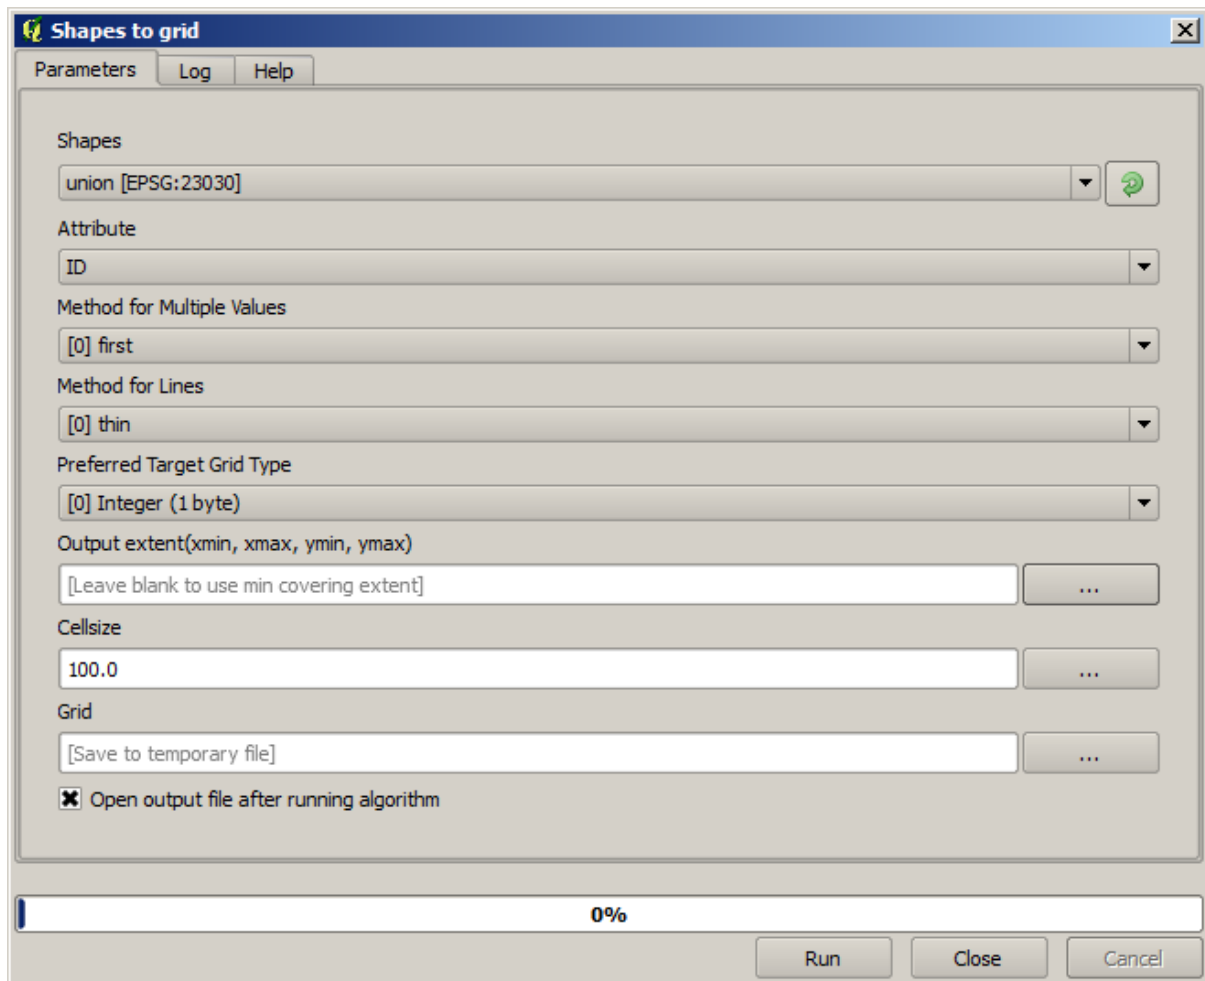 Shapes to grid
Parameters Log Help
Shapes
union [EPSG:23030]
Attribute
ID
Method for Multiple Values
[0] first
Method for Lines
[0] thin
Preferred Target Grid Type
[0] Integer (1 byte)
Output extent(xmin, xmax, ymin, ymax)
[Leave blank to use min covering extent] ...
Cellsize
100.0 ...
Grid
[Save to temporary file] ...
Open output file after running algorithm
0%
Run Close Cancel